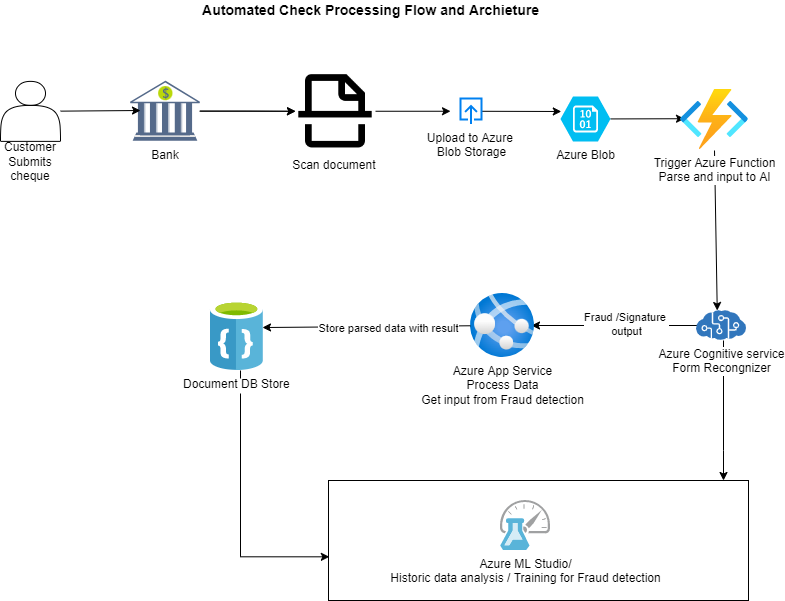 Automated Check Processing Flow and Archieture
$
10
01
Customer
Submits
cheque
Bank
Scan document
Upload to Azure
Blob Storage
Azure Blob
Trigger Azure Function
Parse and input to AI
{ }
Document DB Store
Store parsed data with result
Azure App Service
Process Data
Get input from Fraud detection
Fraud /Signature
output
Azure Cognitive service
Form Recongnizer
Azure ML Studio/
Historic data analysis / Training for Fraud detection